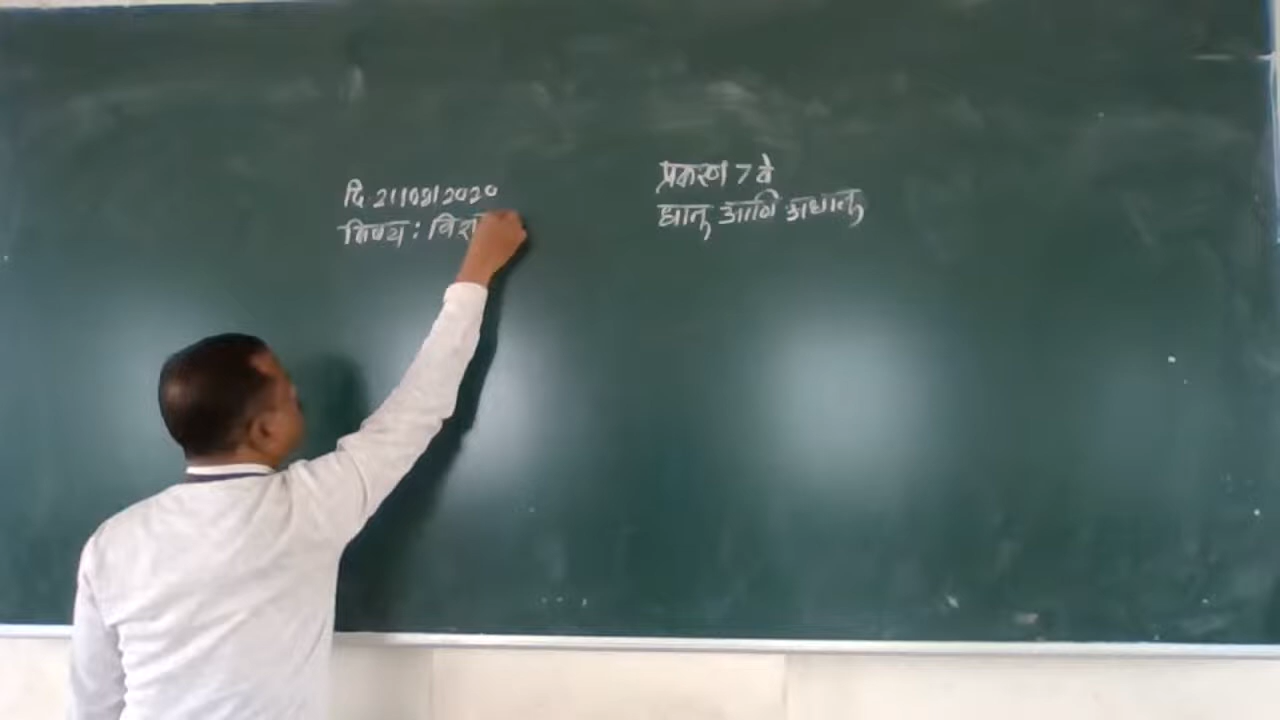 दि 21/09/2020
विषय : वि
प्रकरण 7 वे
धातू आणि अधातू